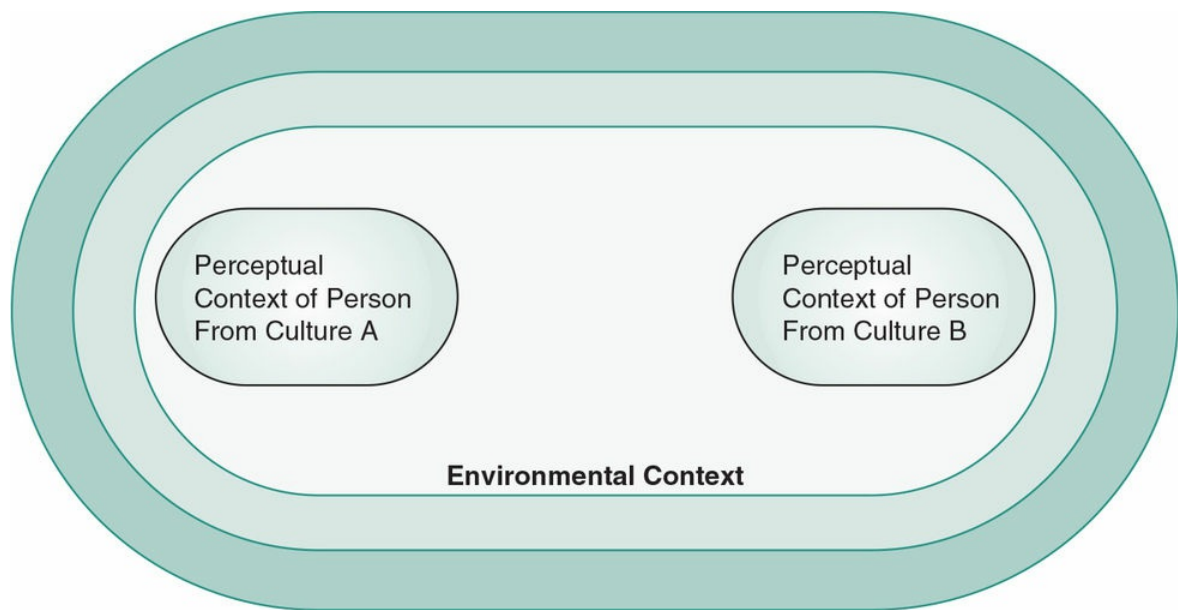 Perceptual
Context of Person
From Culture A
Perceptual
Context of Person
From Culture B
Environmental Context